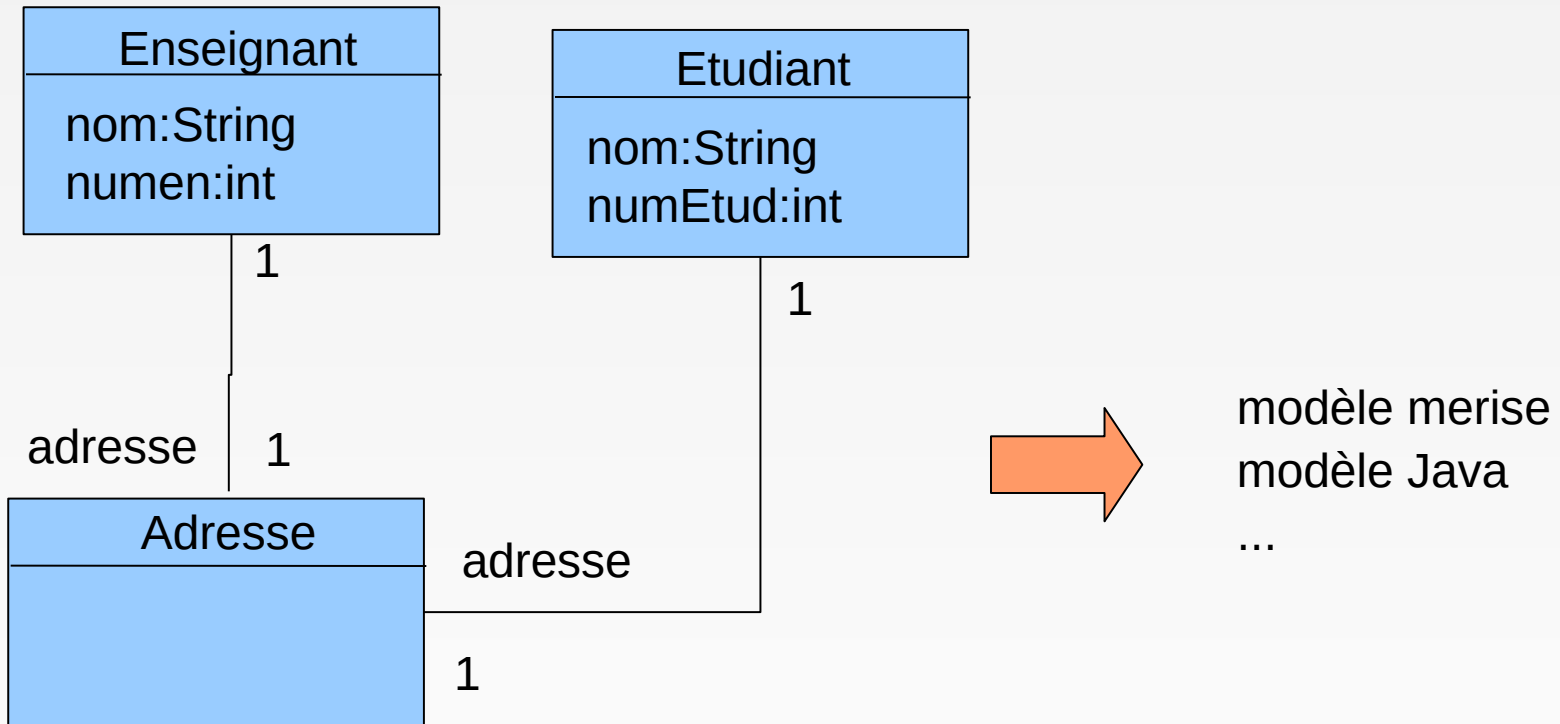 Enseignant
nom:String
numen:int
1
adresse
1
Adresse
Etudiant
nom:String
numEtud:int
1
adresse
1
modèle merise
modèle Java
...